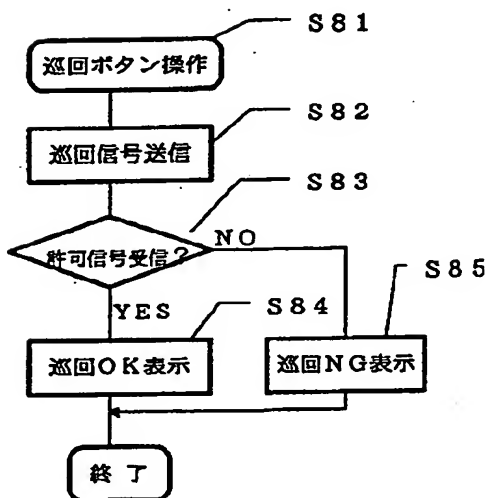 S81
巡回ボタン操作
S82
巡回信号送信
S83
許可信号受信?
NO
S85
YES
S84
巡回OK表示
巡回NG表示
終了